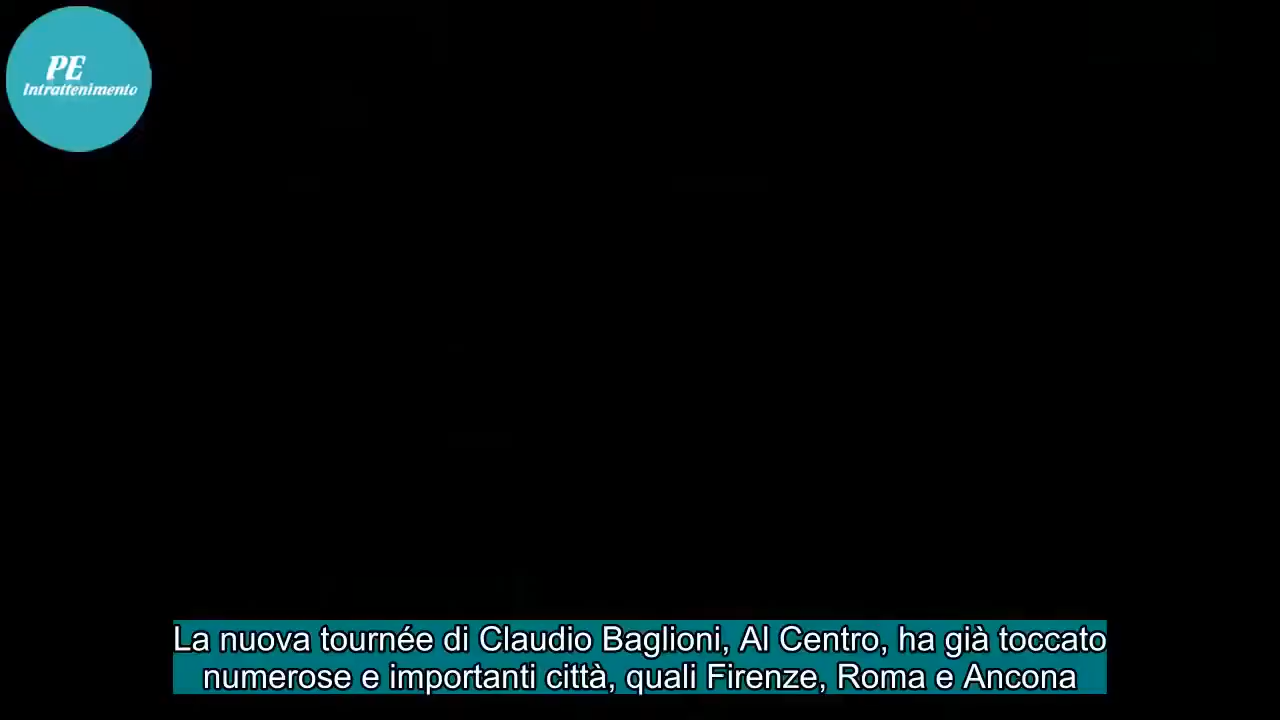 PE
Intrattenimento
La nuova tournée di Claudio Baglioni, Al Centro, ha già toccato
numerose e importanti città, quali Firenze, Roma e Ancona